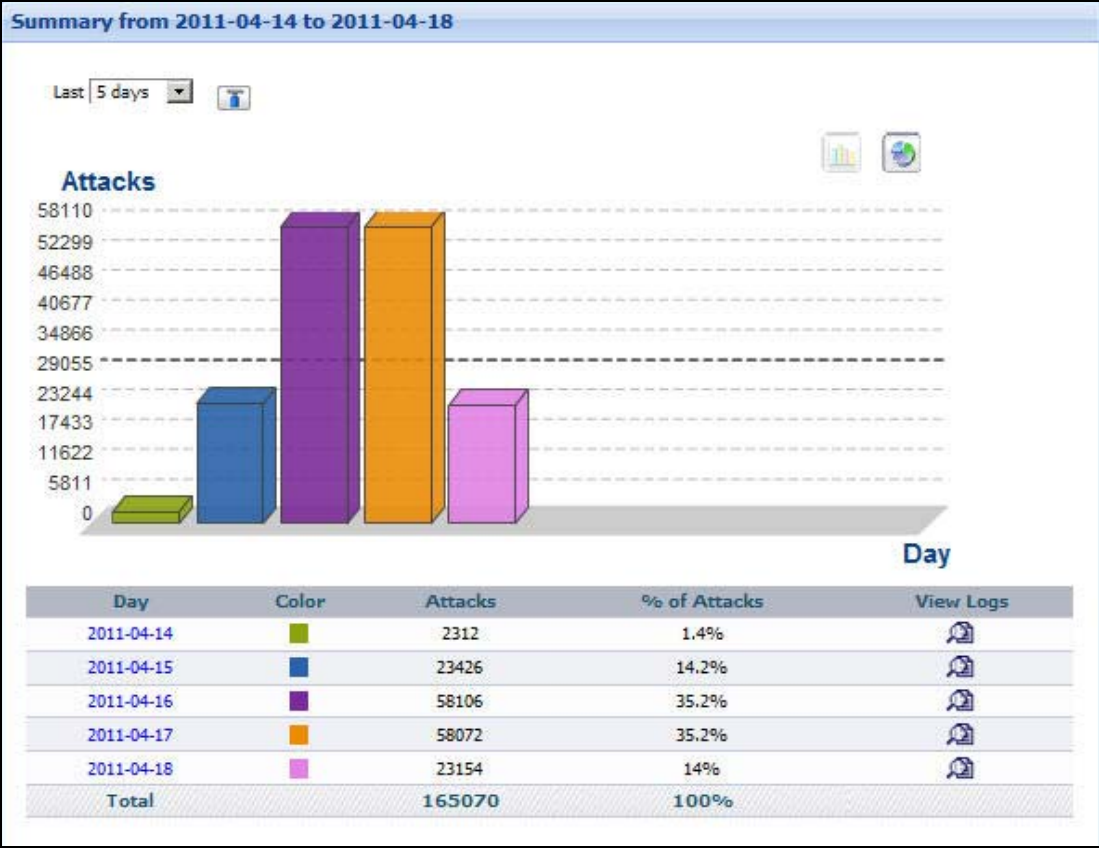 Summary from 2011-04-14 to 2011-04-18
Last 5 days
Attacks
58110
52299
46488
40677
34866
29055
23244
17433
11622
5811
0
Day
Day Color Attacks % of Attacks View Logs
2011-04-14 2312 1.4%
2011-04-15 23426 14.2%
2011-04-16 58106 35.2%
2011-04-17 58072 35.2%
2011-04-18 23154 14%
Total 165070 100%